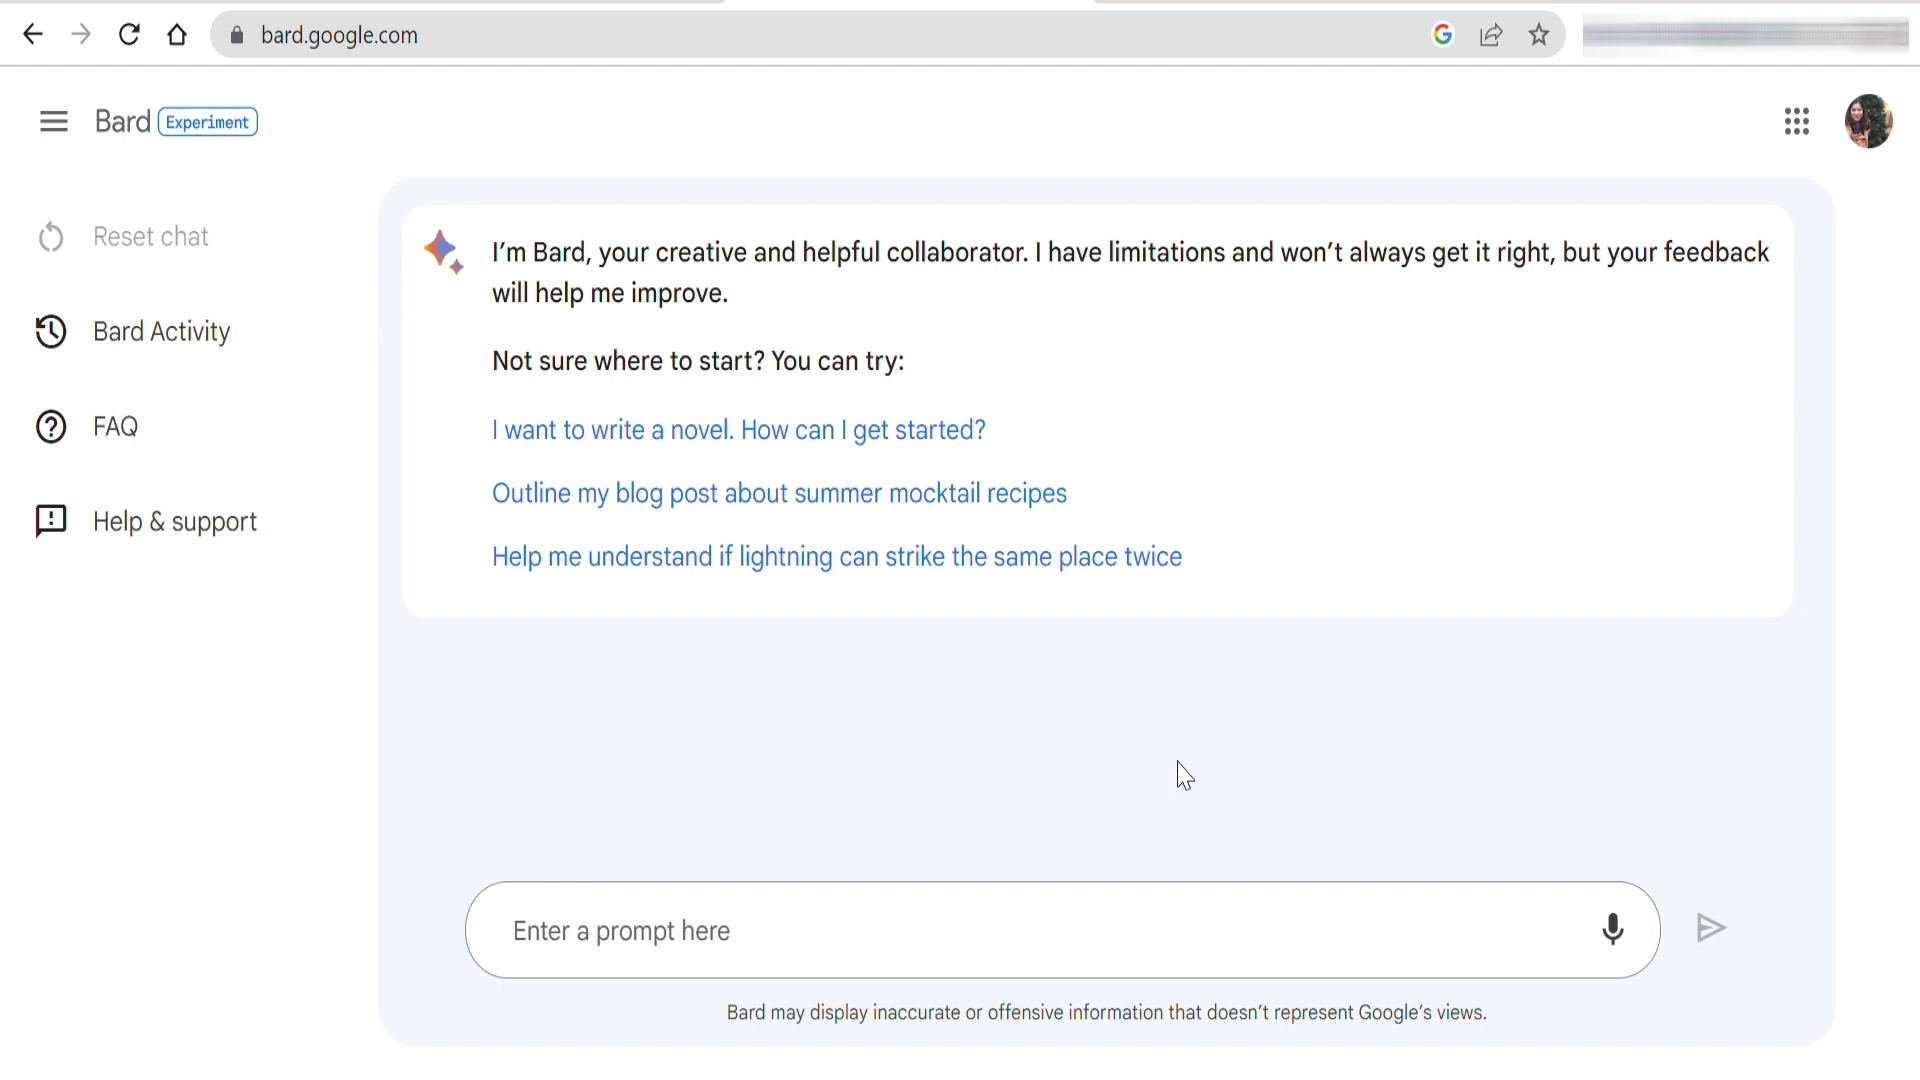 bard.google.com
Bard Experiment
Reset chat
Bard Activity
FAQ
Help & support
I’m Bard, your creative and helpful collaborator. I have limitations and won’t always get it right, but your feedback
will help me improve.
Not sure where to start? You can try:
I want to write a novel. How can I get started?
Outline my blog post about summer mocktail recipes
Help me understand if lightning can strike the same place twice
Enter a prompt here
Bard may display inaccurate or offensive information that doesn’t represent Google’s views.